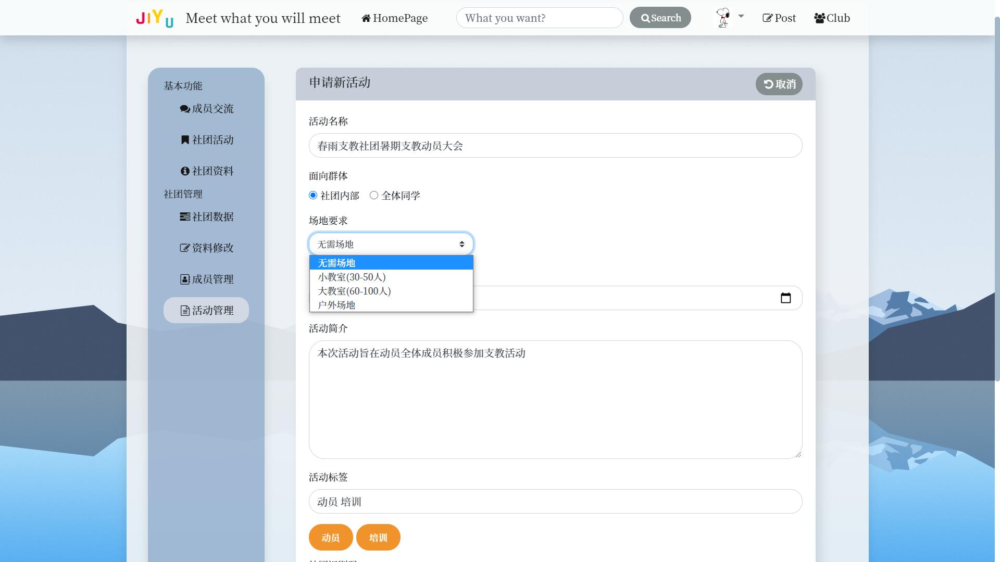 JIYU Meet what you will meet HomePage What you want? Search Post Club
基本功能
成员交流
社团活动
社团资料
社团管理
社团数据
资料修改
成员管理
活动管理
申请新活动 取消
活动名称
春雨支教社团暑期支教动员大会
面向群体
社团内部 全体同学
场地要求
无需场地
无需场地
小教室(30-50人)
大教室(60-100人)
户外场地
活动简介
本次活动旨在动员全体成员积极参加支教活动
活动标签
动员 培训
动员 培训